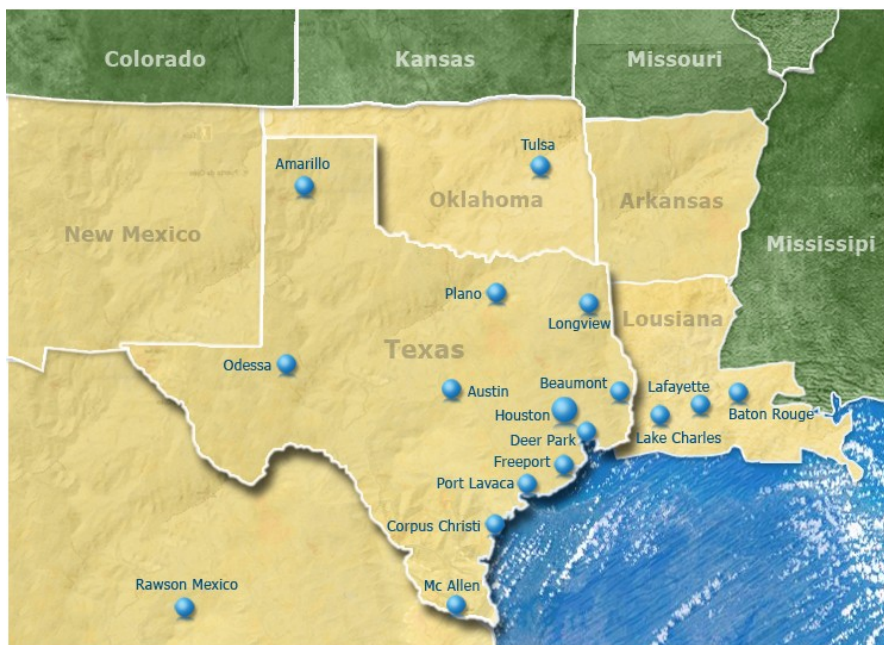 Colorado
Kansas
Missouri
Tulsa
Amarillo
Oklahoma
Arkansas
New Mexico
Mississipi
Plano
Longview
Lousiana
Texas
Odessa
Austin
Beaumont
Lafayette
Houston
Baton Rouge
Deer Park
Lake Charles
Freeport
Port Lavaca
Corpus Christi
Rawson Mexico
Mc Allen